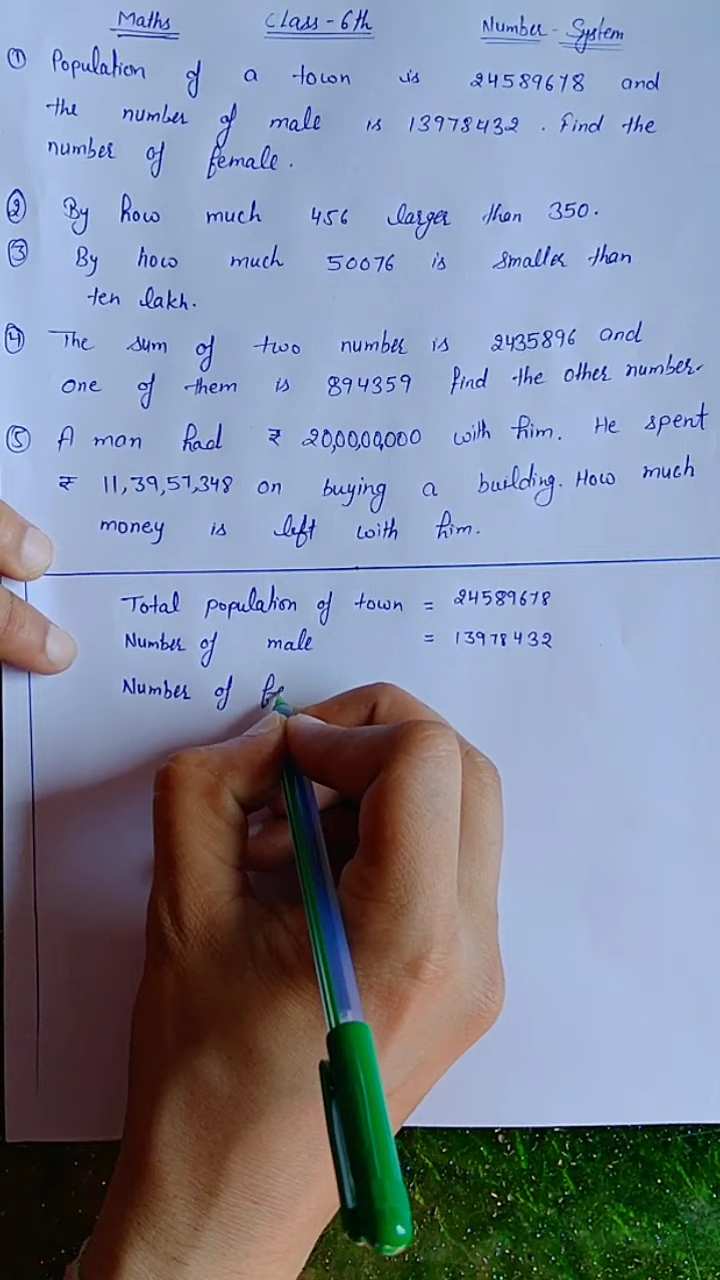 Maths Class-6th Number-System
① Population of a town is 24589678 and
the number of male is 13978432. Find the
number of female.
② By how much 456 larger than 350.
③ By how much 50076 is smaller than
ten lakh.
④ The sum of two number is 2435896 and
one of them is 894359 find the other number.
⑤ A man had ₹ 20,00,00,000 with him. He spent
₹ 11,39,57,348 on buying a building. How much
money is left with him.
Total population of town = 24589678
Number of male = 13978432
Number of fe